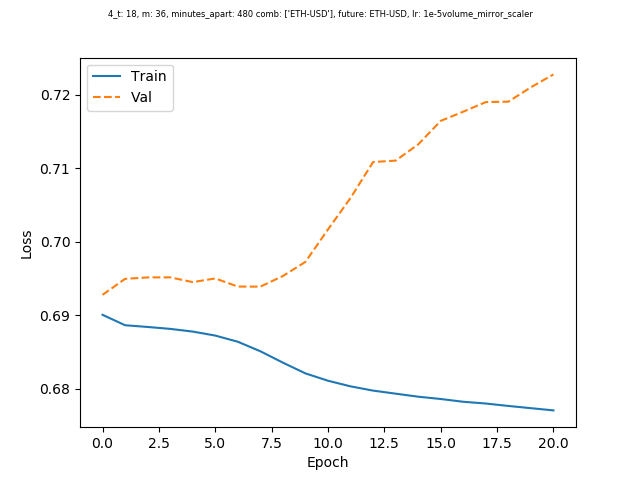 4_t: 18, m: 36, minutes_apart: 480 comb: ['ETH-USD'], future: ETH-USD, lr: 1e-5volume_mirror_scaler
Train
Val
0.72
0.71
0.70
0.69
0.68
Loss
0.0 2.5 5.0 7.5 10.0 12.5 15.0 17.5 20.0
Epoch